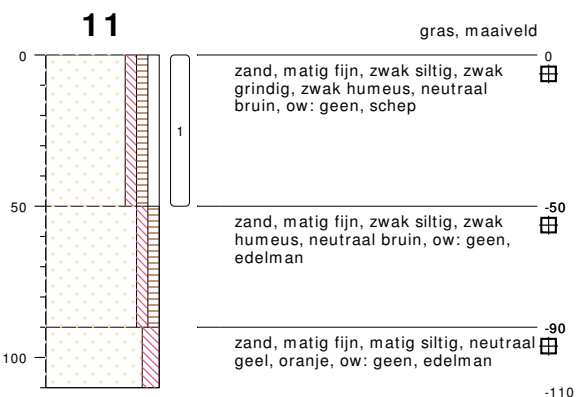 11
gras, maaiveld
0
0
zand, matig fijn, zwak siltig, zwak
grindig, zwak humeus, neutraal
bruin, ow: geen, schep
1
50
-50
zand, matig fijn, zwak siltig, zwak
humeus, neutraal bruin, ow: geen,
edelman
-90
zand, matig fijn, matig siltig, neutraal
geel, oranje, ow: geen, edelman
100
-110